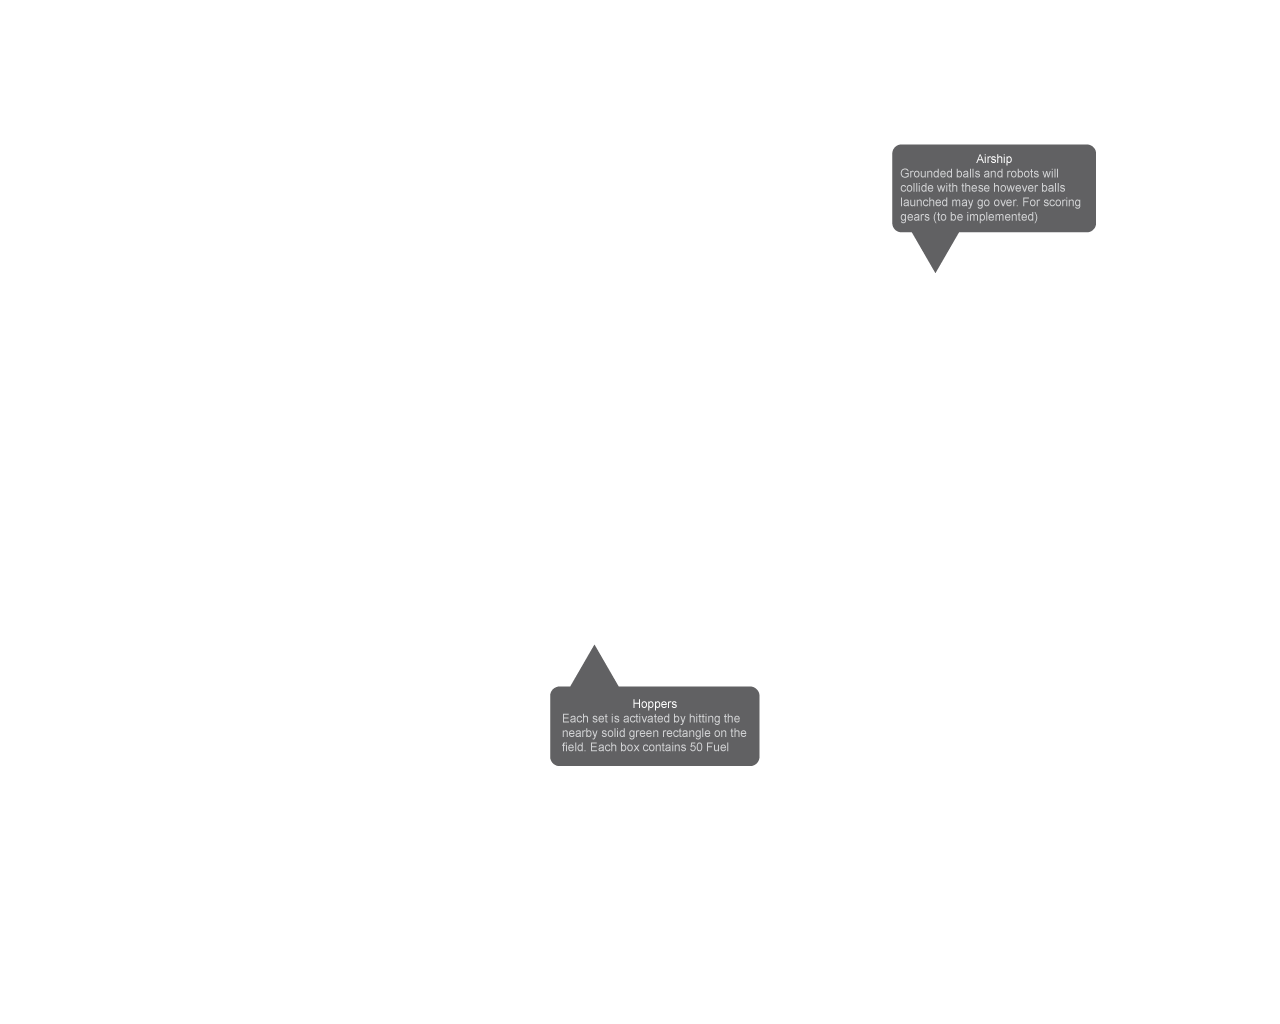 Airship
Grounded balls and robots will
collide with these however balls
launched may go over. For scoring
gears (to be implemented)
Hoppers
Each set is activated by hitting the
nearby solid green rectangle on the
field. Each box contains 50 Fuel